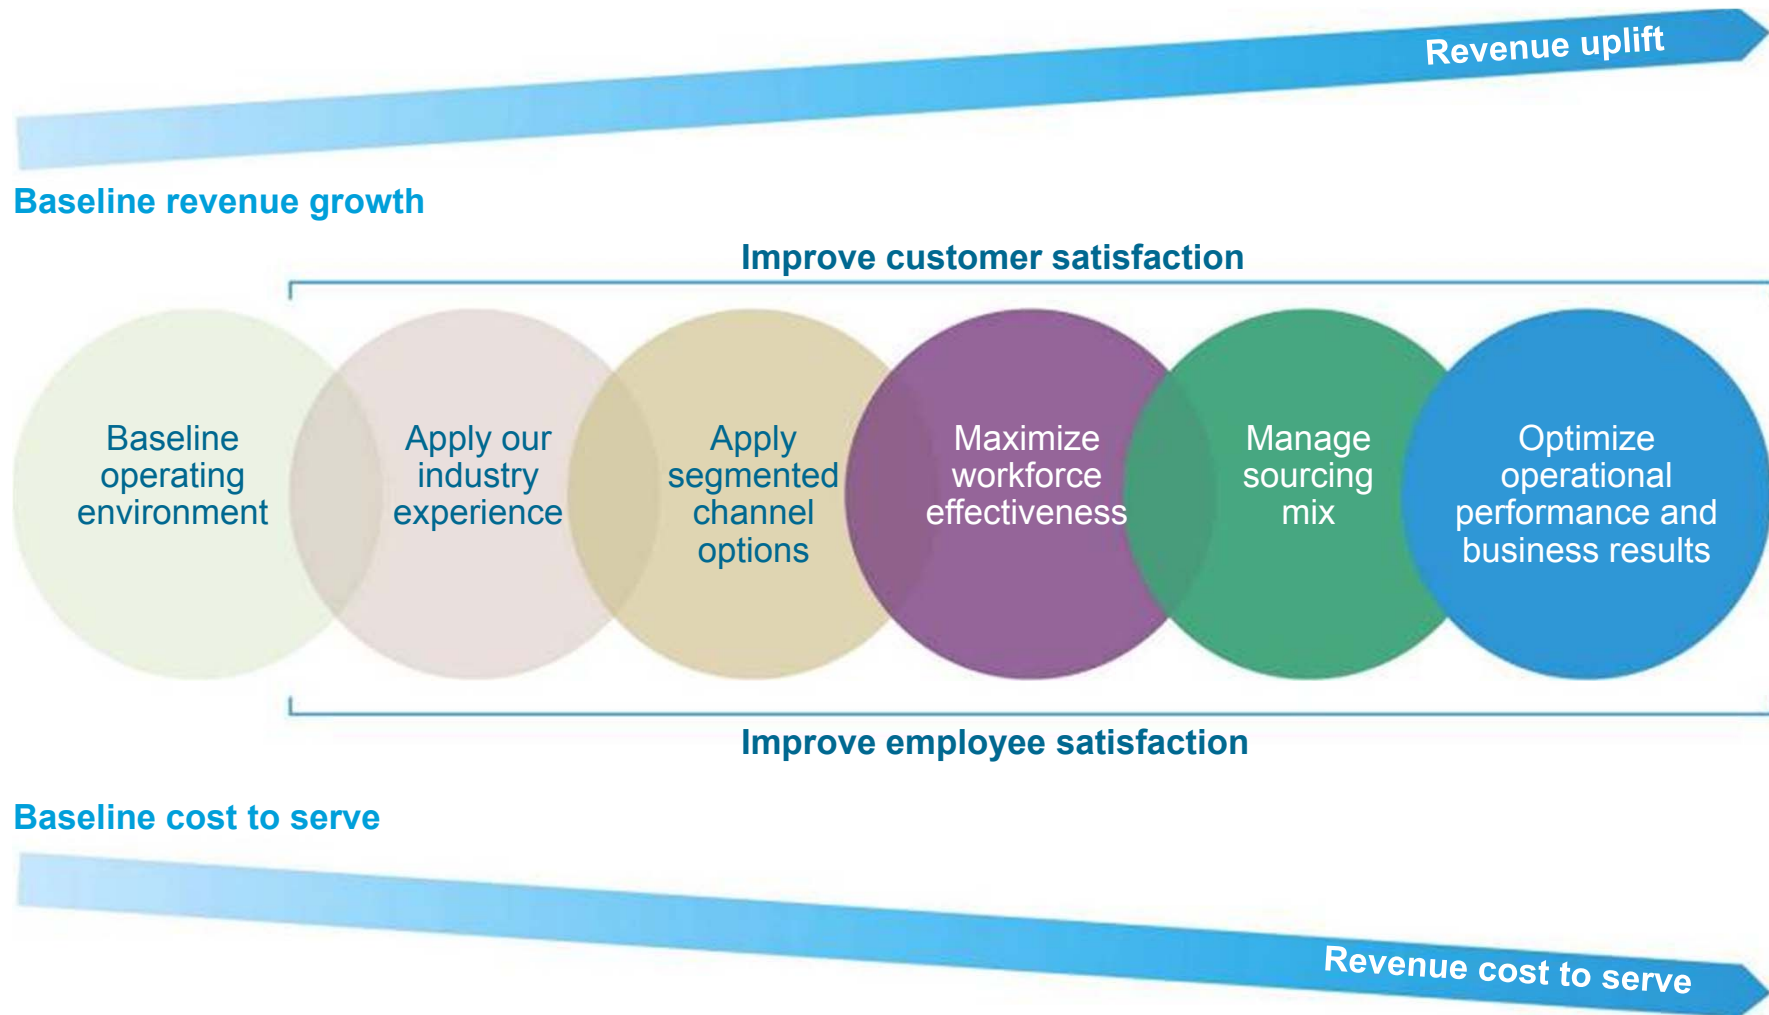 Revenue uplift
Baseline revenue growth
Improve customer satisfaction
Baseline
operating
environment
Apply our
industry
experience
Apply
segmented
channel
options
Maximize
workforce
effectiveness
Manage
sourcing
mix
Optimize
operational
performance and
business results
Improve employee satisfaction
Baseline cost to serve
Revenue cost to serve